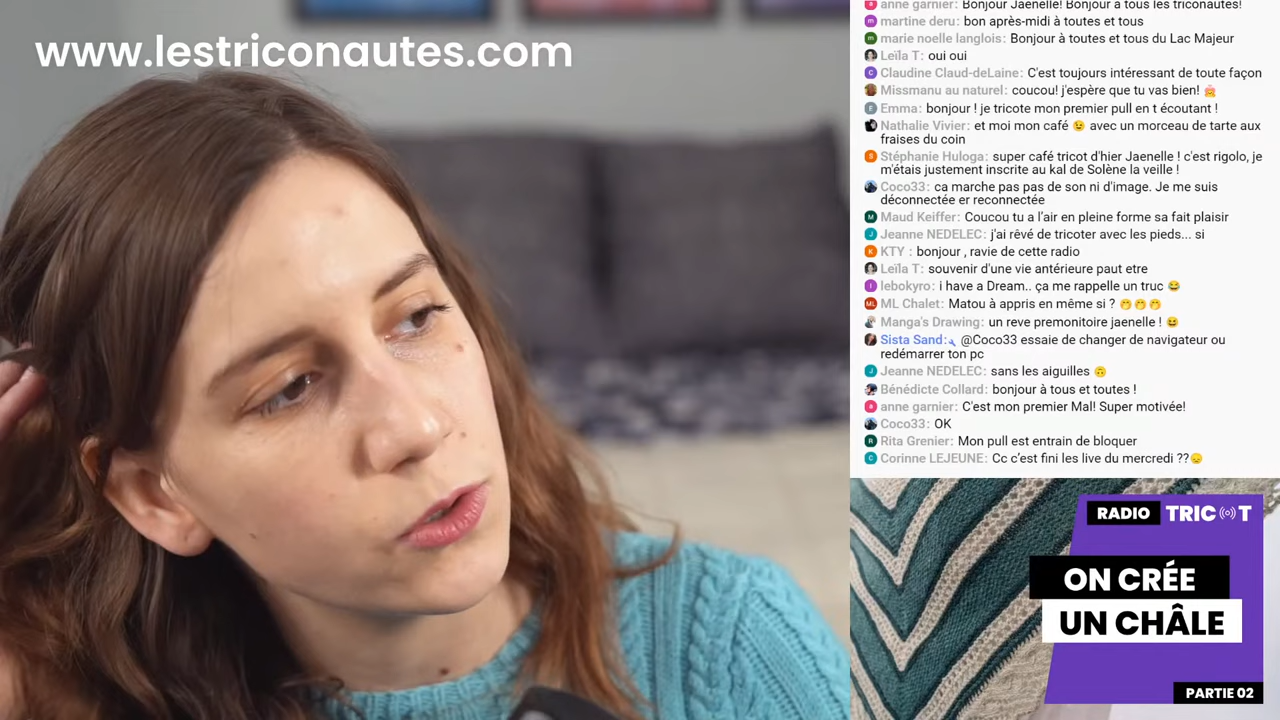 www.lestriconautes.com
anne garnier: Bonjour Jaenelle! Bonjour à tous les triconautes!
martine deru: bon après-midi à toutes et tous
marie noelle langlois: Bonjour à toutes et tous du Lac Majeur
Leïla T: oui oui
Claudine Claud-deLaine: C'est toujours intéressant de toute façon
Missmanu au naturel: coucou! j'espère que tu vas bien! 
Emma: bonjour ! je tricote mon premier pull en t écoutant !
Nathalie Vivier: et moi mon café 😉 avec un morceau de tarte aux
fraises du coin
Stéphanie Huloga: super café tricot d'hier Jaenelle ! c'est rigolo, je
m'étais justement inscrite au kal de Solène la veille !
Coco33: ca marche pas pas de son ni d'image. Je me suis
déconnectée er reconnectée
Maud Keiffer: Coucou tu a l'air en pleine forme sa fait plaisir
Jeanne NEDELEC: j'ai rêvé de tricoter avec les pieds... si
KTY : bonjour , ravie de cette radio
Leïla T: souvenir d'une vie antérieure paut etre
lebokyro: i have a Dream.. ça me rappelle un truc 😂
ML Chalet: Matou à appris en même si ? 🤭🤭🤭
Manga's Drawing: un reve premonitoire jaenelle ! 😆
Sista Sand: @Coco33 essaie de changer de navigateur ou
redémarrer ton pc
Jeanne NEDELEC: sans les aiguilles 🙃
Bénédicte Collard: bonjour à tous et toutes !
anne garnier: C'est mon premier Mal! Super motivée!
Coco33: OK
Rita Grenier: Mon pull est entrain de bloquer
Corinne LEJEUNE: Cc c'est fini les live du mercredi ??😞
RADIO TRICOT
ON CRÉE
UN CHÂLE
PARTIE 02